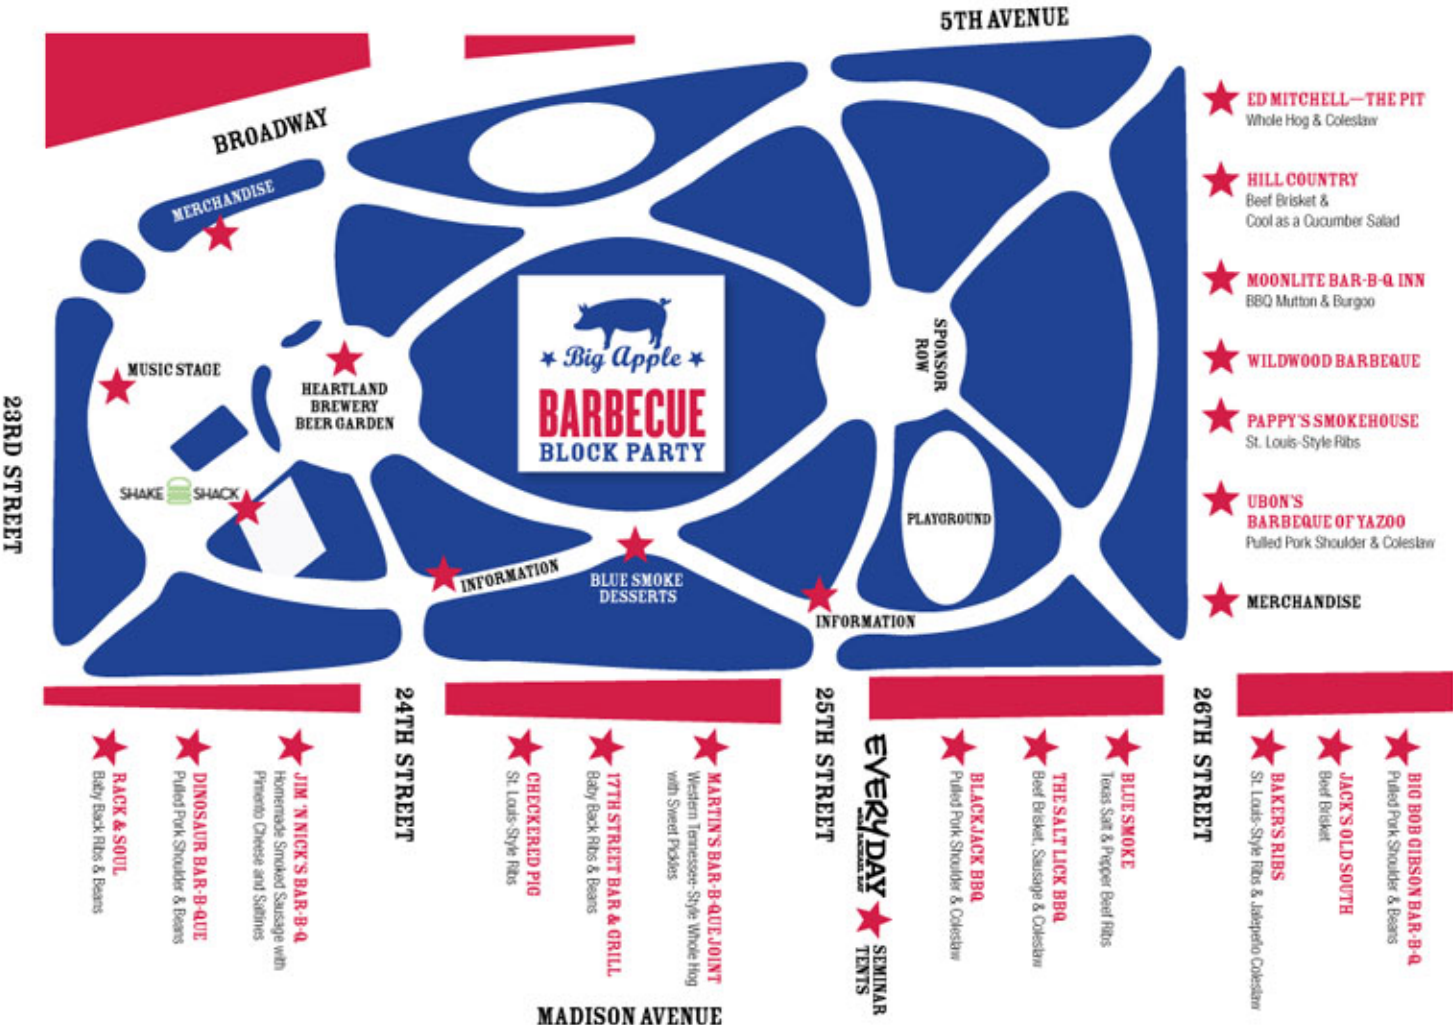 5TH AVENUE
BROADWAY
MERCHANDISE
MUSIC STAGE
HEARTLAND
BREWERY
BEER GARDEN
SHAKE SHACK
23RD STREET
Big Apple
BARBECUE
BLOCK PARTY
SPONSOR
ROW
PLAYGROUND
INFORMATION
BLUE SMOKE
DESSERTS
INFORMATION
ED MITCHELL—THE PIT
Whole Hog & Coleslaw
HILL COUNTRY
Beef Brisket &
Cool as a Cucumber Salad
MOONLITE BAR-B-Q INN
BBQ Mutton & Burgoo
WILDWOOD BARBEQUE
PAPPY'S SMOKEHOUSE
St. Louis-Style Ribs
UBON'S
BARBEQUE OF YAZOO
Pulled Pork Shoulder & Coleslaw
MERCHANDISE
RACK & SOUL
Baby Back Ribs & Beans
DINOSAUR BAR-B-QUE
Pulled Pork Shoulder & Beans
JIM 'N NICK'S BAR-B-Q
Homemade Smoked Sausage with
Pimento Cheese and Saltines
24TH STREET
CHECKERED PIG
St. Louis-Style Ribs
17TH STREET BAR & GRILL
Baby Back Ribs & Beans
MARTIN'S BAR-B-QUE JOINT
Western Tennessee-Style Whole Hog
with Sweet Pickles
25TH STREET
EVERYDAY
WITH RACHAEL RAY
SEMINAR
TENTS
BLACKJACK BBQ
Pulled Pork Shoulder & Coleslaw
THE SALT LICK BBQ
Beef Brisket, Sausage & Coleslaw
BLUE SMOKE
Texas Salt & Pepper Beef Ribs
26TH STREET
BAKER'S RIBS
St. Louis-Style Ribs & Jalepeño Coleslaw
JACK'S OLD SOUTH
Beef Brisket
BIG BOB GIBSON BAR-B-Q
Pulled Pork Shoulder & Beans
MADISON AVENUE